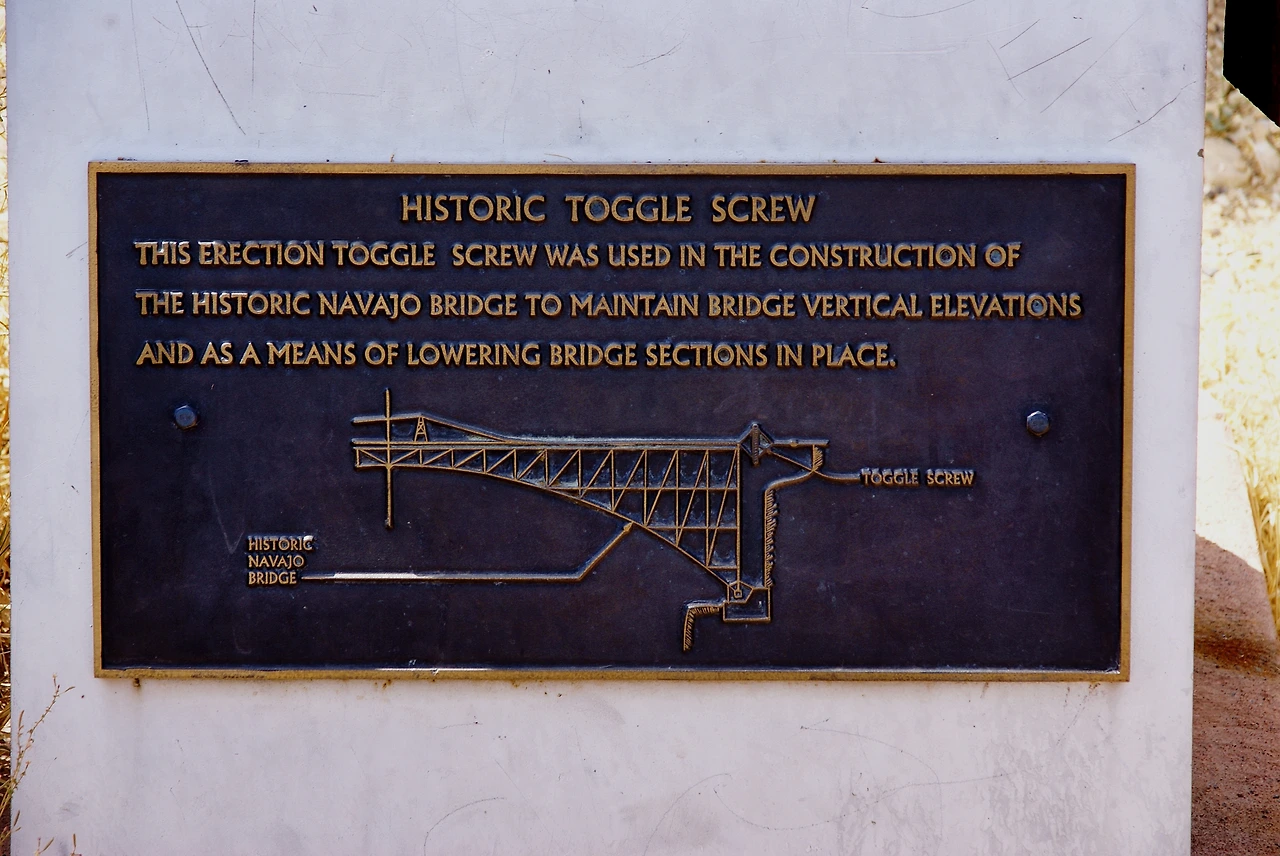 HISTORIC TOGGLE SCREW
THIS ERECTION TOGGLE SCREW WAS USED IN THE CONSTRUCTION OF
THE HISTORIC NAVAJO BRIDGE TO MAINTAIN BRIDGE VERTICAL ELEVATIONS
AND AS A MEANS OF LOWERING BRIDGE SECTIONS IN PLACE.
TOGGLE SCREW
HISTORIC
NAVAJO
BRIDGE